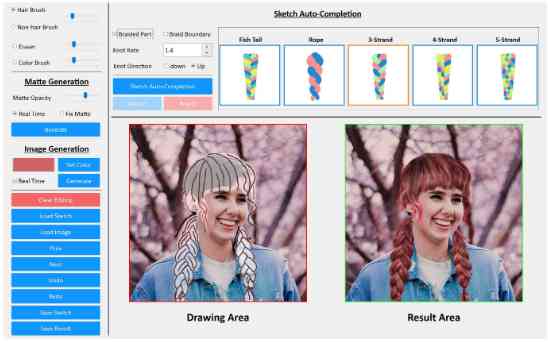 Hair Brush
Non-Hair Brush
Eraser
Color Brush
Matte Generation
Matte Opacity
Real Time
Fix Matte
Generate
Image Generation
Set Color
Real Time
Generate
Clear Editing
Load Sketch
Load Image
Prev
Next
Undo
Redo
Save Sketch
Save Result
Sketch Auto-Completion
Braided Part
Braid Boundary
Knot Rate
1.4
Knot Direction
down
Up
Sketch Auto-Completion
Fish Tail
Rope
3-Strand
4-Strand
5-Strand
Drawing Area
Result Area